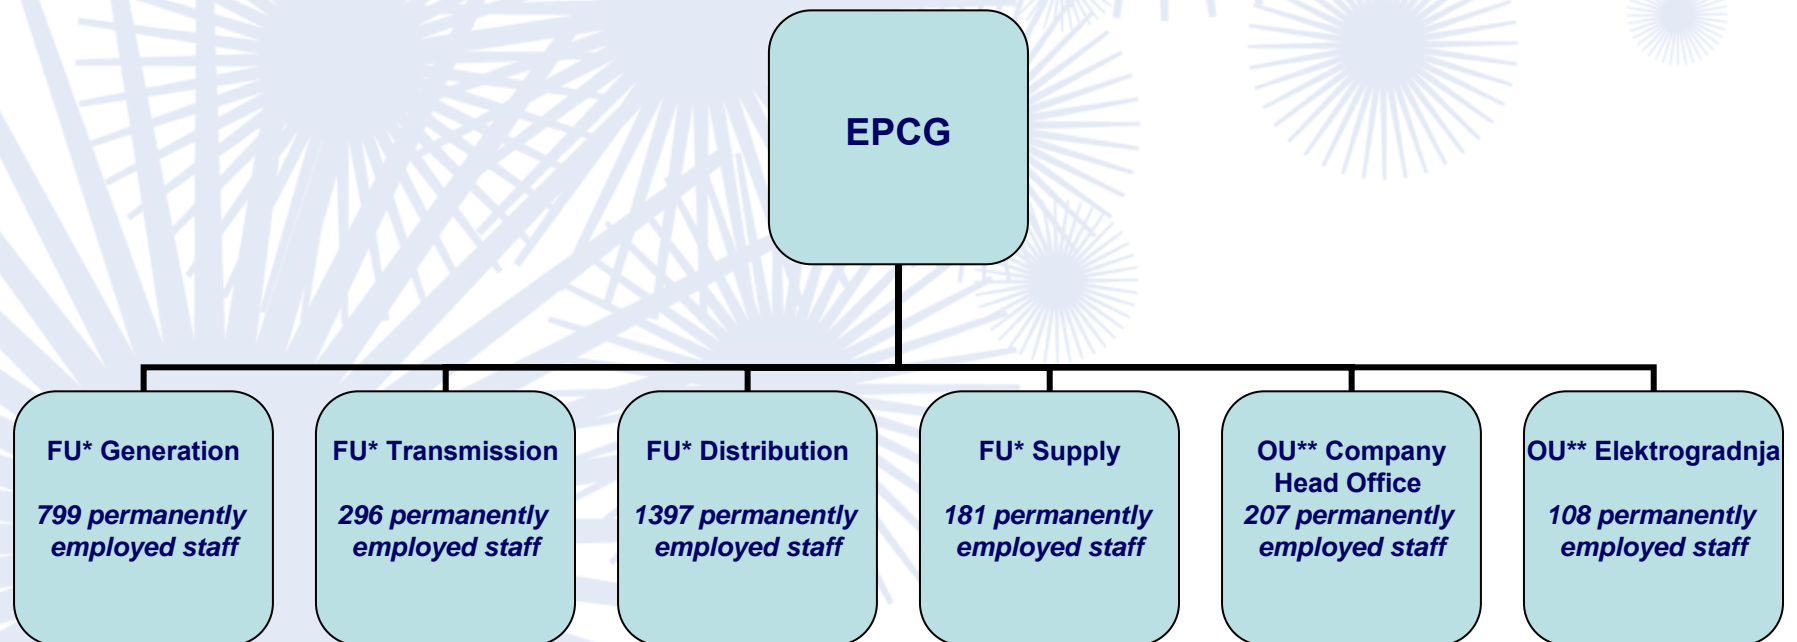 EPCG
FU* Generation
799 permanently
employed staff
FU* Transmission
296 permanently
employed staff
FU* Distribution
1397 permanently
employed staff
FU* Supply
181 permanently
employed staff
OU** Company
Head Office
207 permanently
employed staff
OU** Elektrogradnja
108 permanently
employed staff